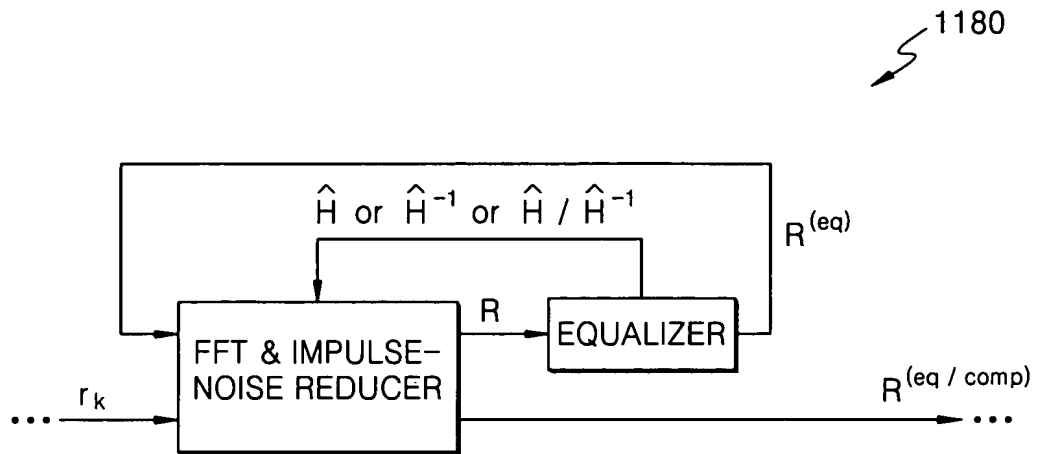 1180
Ĥ or Ĥ⁻¹ or Ĥ / Ĥ⁻¹
R^(eq)
R
EQUALIZER
FFT & IMPULSE-
NOISE REDUCER
R^(eq / comp)
••• r_k
•••